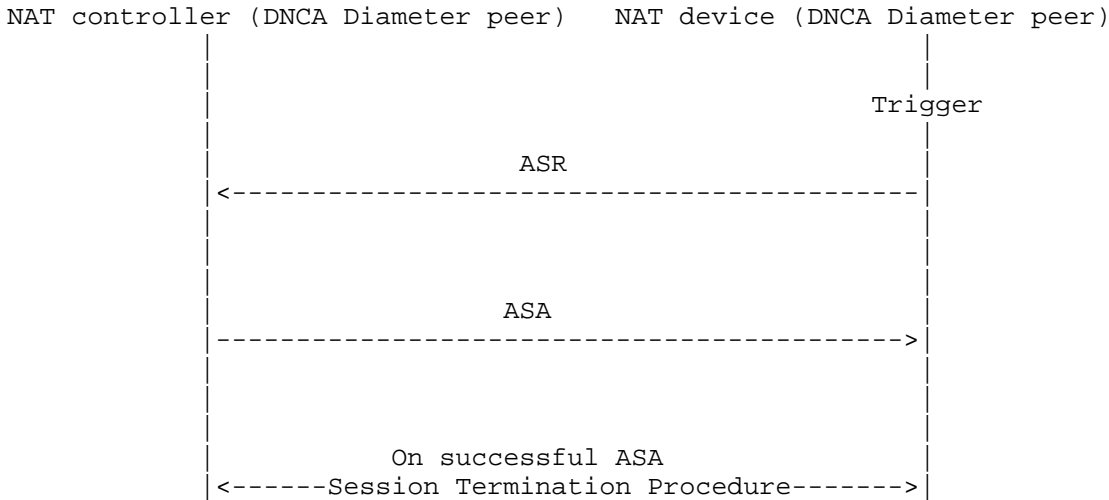 NAT controller (DNCA Diameter peer)   NAT device (DNCA Diameter peer)
Trigger
ASR
ASA
On successful ASA
Session Termination Procedure